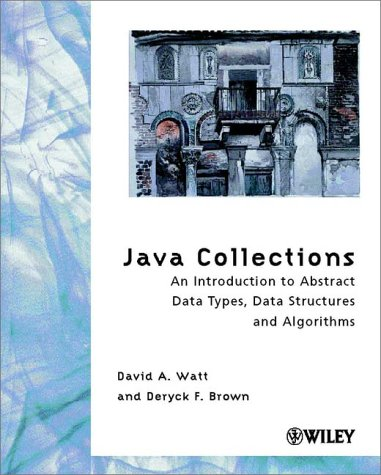 Java Collections
An Introduction to Abstract
Data Types, Data Structures
and Algorithms
David A. Watt
and Deryck F. Brown
WILEY